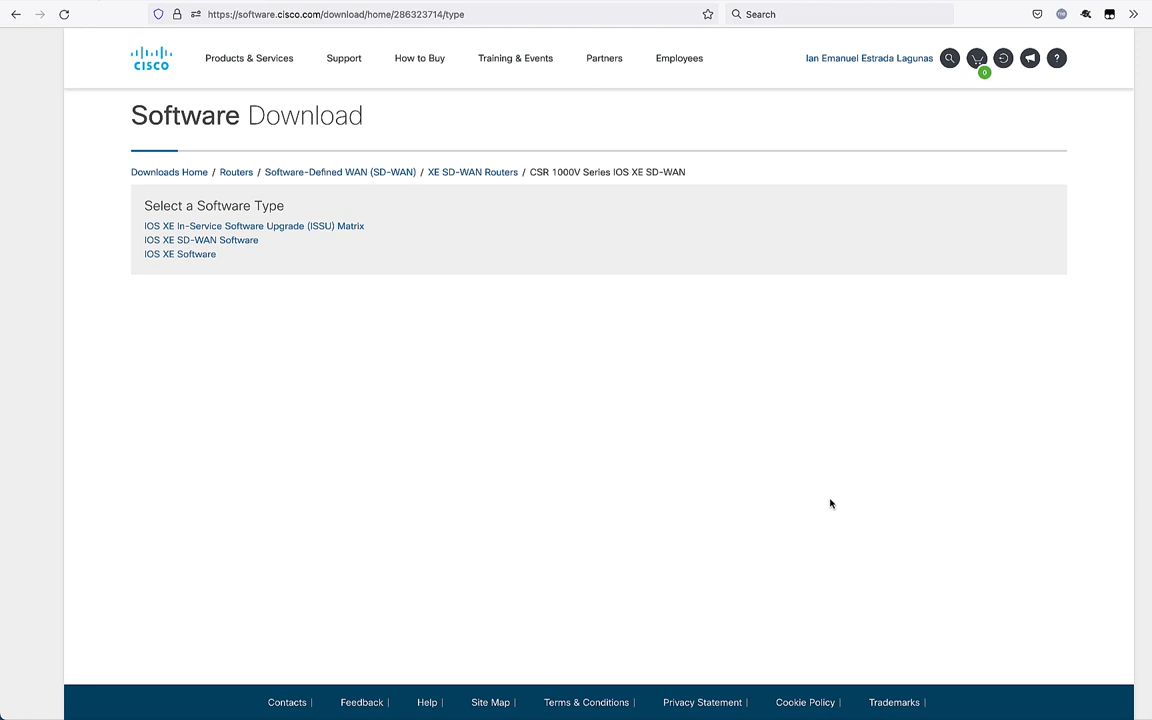 https://software.cisco.com/download/home/286323714/type
Search
CISCO
Products & Services
Support
How to Buy
Training & Events
Partners
Employees
Ian Emanuel Estrada Lagunas
0
?
Software Download
Downloads Home / Routers / Software-Defined WAN (SD-WAN) / XE SD-WAN Routers / CSR 1000V Series IOS XE SD-WAN
Select a Software Type
IOS XE In-Service Software Upgrade (ISSU) Matrix
IOS XE SD-WAN Software
IOS XE Software
Contacts | Feedback | Help | Site Map | Terms & Conditions | Privacy Statement | Cookie Policy | Trademarks |